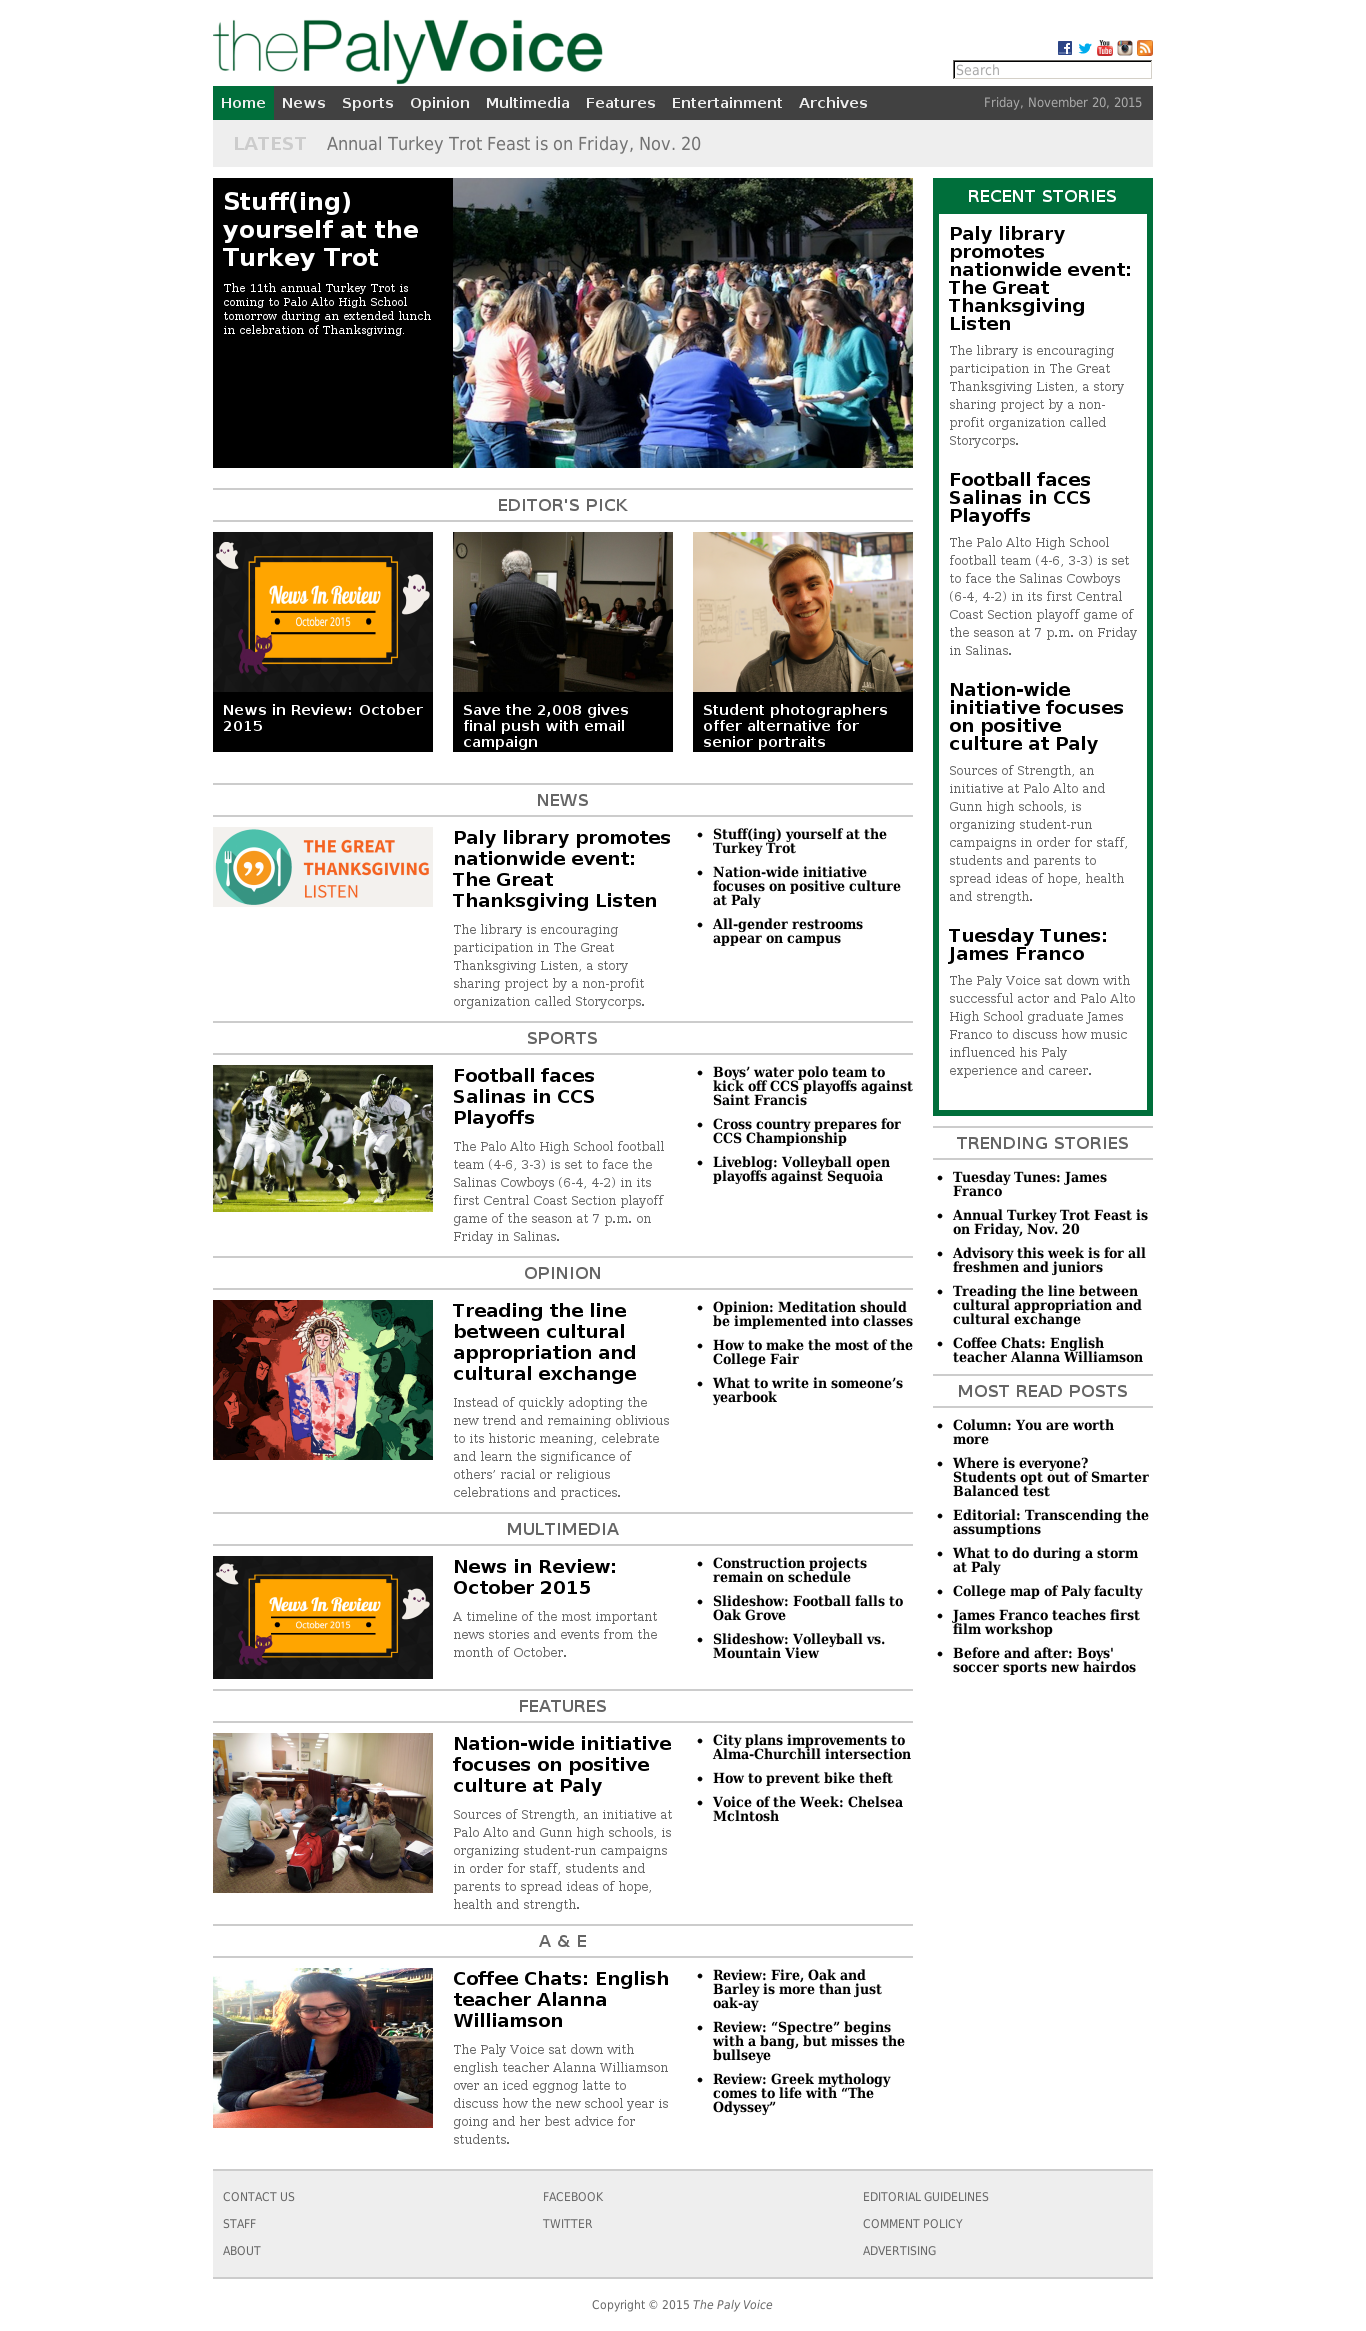 thePalyVoice
Search
Home News Sports Opinion Multimedia Features Entertainment Archives Friday, November 20, 2015
LATEST Annual Turkey Trot Feast is on Friday, Nov. 20
Stuff(ing)
yourself at the
Turkey Trot
The 11th annual Turkey Trot is
coming to Palo Alto High School
tomorrow during an extended lunch
in celebration of Thanksgiving.
EDITOR'S PICK
News In Review
October 2015
News in Review: October
2015
Save the 2,008 gives
final push with email
campaign
Student photographers
offer alternative for
senior portraits
NEWS
THE GREAT
THANKSGIVING
LISTEN
Paly library promotes
nationwide event:
The Great
Thanksgiving Listen
The library is encouraging
participation in The Great
Thanksgiving Listen, a story
sharing project by a non-profit
organization called Storycorps.
• Stuff(ing) yourself at the
Turkey Trot
• Nation-wide initiative
focuses on positive culture
at Paly
• All-gender restrooms
appear on campus
SPORTS
Football faces
Salinas in CCS
Playoffs
The Palo Alto High School football
team (4-6, 3-3) is set to face the
Salinas Cowboys (6-4, 4-2) in its
first Central Coast Section playoff
game of the season at 7 p.m. on
Friday in Salinas.
• Boys’ water polo team to
kick off CCS playoffs against
Saint Francis
• Cross country prepares for
CCS Championship
• Liveblog: Volleyball open
playoffs against Sequoia
OPINION
Treading the line
between cultural
appropriation and
cultural exchange
Instead of quickly adopting the
new trend and remaining oblivious
to its historic meaning, celebrate
and learn the significance of
others’ racial or religious
celebrations and practices.
• Opinion: Meditation should
be implemented into classes
• How to make the most of the
College Fair
• What to write in someone’s
yearbook
MULTIMEDIA
News In Review
October 2015
News in Review:
October 2015
A timeline of the most important
news stories and events from the
month of October.
• Construction projects
remain on schedule
• Slideshow: Football falls to
Oak Grove
• Slideshow: Volleyball vs.
Mountain View
FEATURES
Nation-wide initiative
focuses on positive
culture at Paly
Sources of Strength, an initiative at
Palo Alto and Gunn high schools, is
organizing student-run campaigns
in order for staff, students and
parents to spread ideas of hope,
health and strength.
• City plans improvements to
Alma-Churchill intersection
• How to prevent bike theft
• Voice of the Week: Chelsea
McIntosh
A & E
Coffee Chats: English
teacher Alanna
Williamson
The Paly Voice sat down with
english teacher Alanna Williamson
over an iced eggnog latte to
discuss how the new school year is
going and her best advice for
students.
• Review: Fire, Oak and
Barley is more than just
oak-ay
• Review: “Spectre” begins
with a bang, but misses the
bullseye
• Review: Greek mythology
comes to life with “The
Odyssey”
RECENT STORIES
Paly library
promotes
nationwide event:
The Great
Thanksgiving
Listen
The library is encouraging
participation in The Great
Thanksgiving Listen, a story
sharing project by a non-
profit organization called
Storycorps.
Football faces
Salinas in CCS
Playoffs
The Palo Alto High School
football team (4-6, 3-3) is set
to face the Salinas Cowboys
(6-4, 4-2) in its first Central
Coast Section playoff game of
the season at 7 p.m. on Friday
in Salinas.
Nation-wide
initiative focuses
on positive
culture at Paly
Sources of Strength, an
initiative at Palo Alto and
Gunn high schools, is
organizing student-run
campaigns in order for staff,
students and parents to
spread ideas of hope, health
and strength.
Tuesday Tunes:
James Franco
The Paly Voice sat down with
successful actor and Palo Alto
High School graduate James
Franco to discuss how music
influenced his Paly
experience and career.
TRENDING STORIES
• Tuesday Tunes: James
Franco
• Annual Turkey Trot Feast is
on Friday, Nov. 20
• Advisory this week is for all
freshmen and juniors
• Treading the line between
cultural appropriation and
cultural exchange
• Coffee Chats: English
teacher Alanna Williamson
MOST READ POSTS
• Column: You are worth
more
• Where is everyone?
Students opt out of Smarter
Balanced test
• Editorial: Transcending the
assumptions
• What to do during a storm
at Paly
• College map of Paly faculty
• James Franco teaches first
film workshop
• Before and after: Boys'
soccer sports new hairdos
CONTACT US FACEBOOK EDITORIAL GUIDELINES
STAFF TWITTER COMMENT POLICY
ABOUT ADVERTISING
Copyright © 2015 The Paly Voice